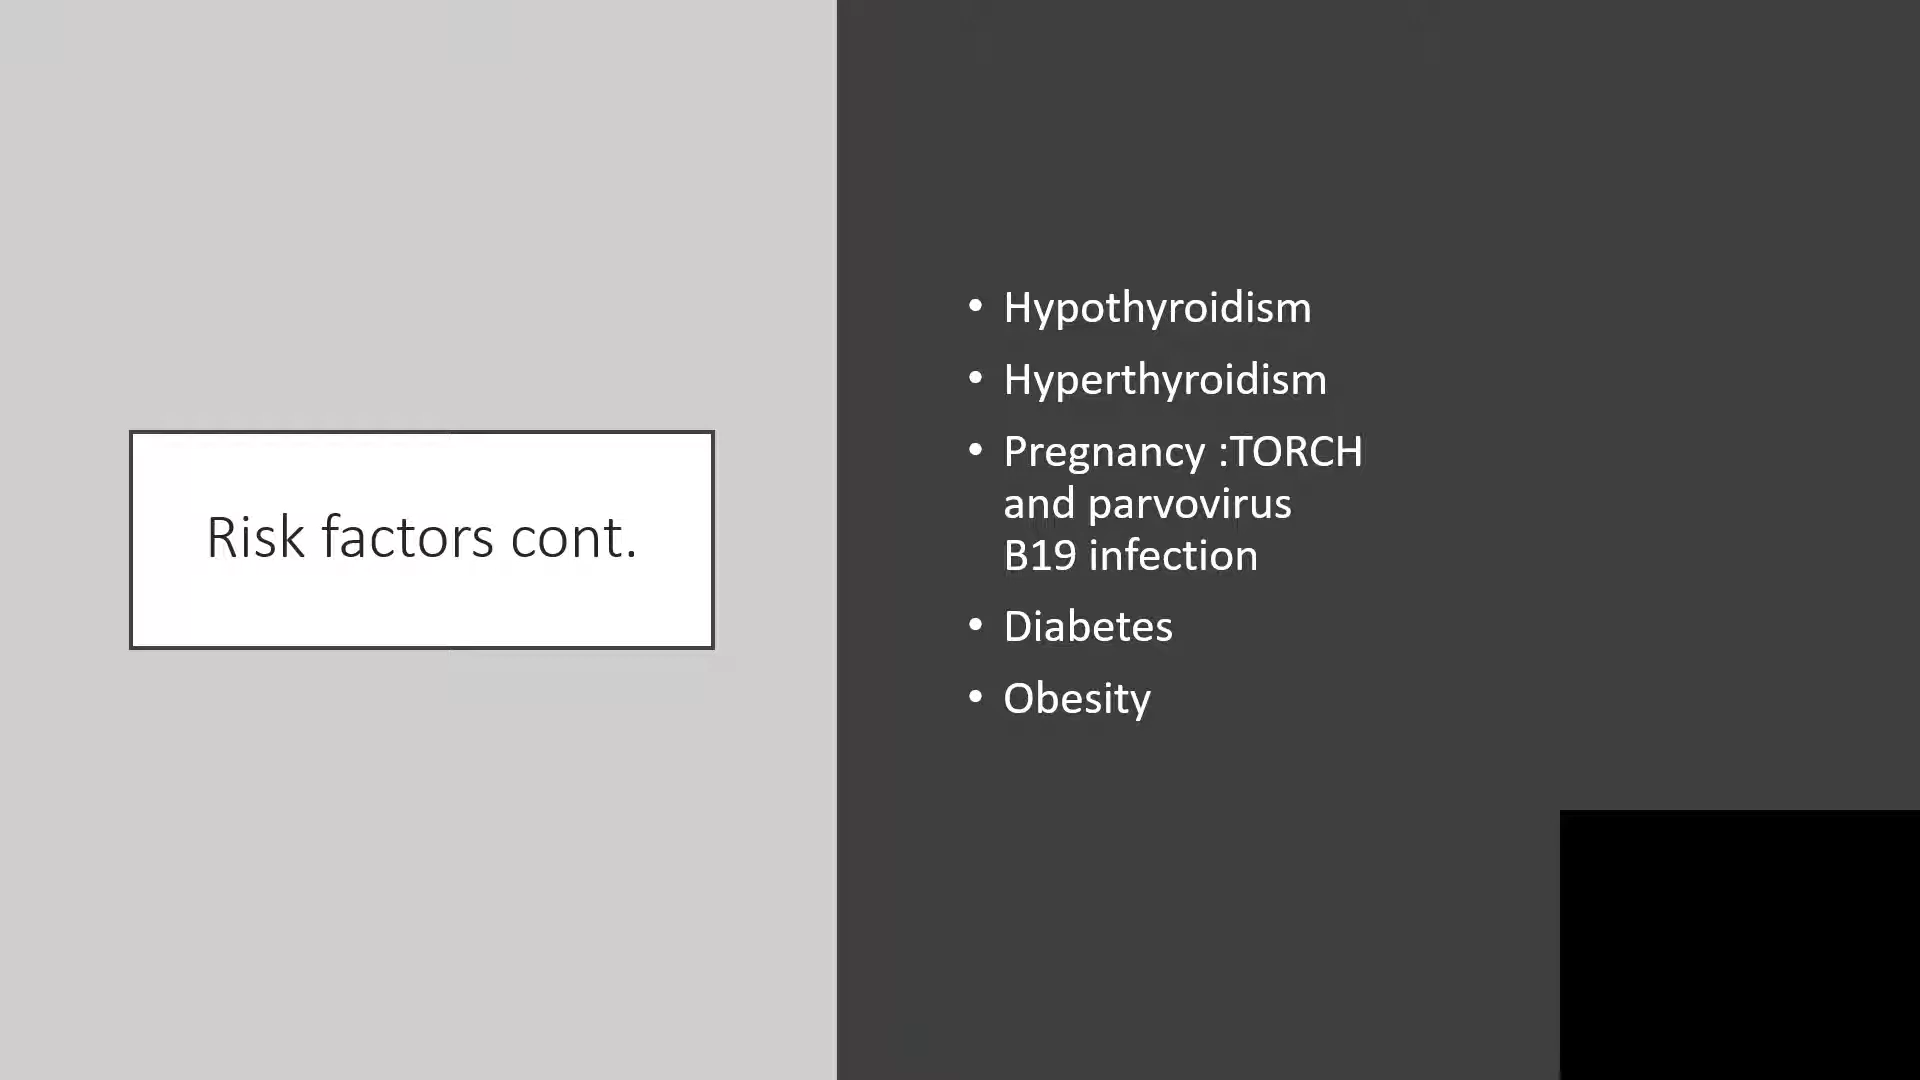 Risk factors cont.
• Hypothyroidism
• Hyperthyroidism
• Pregnancy :TORCH
and parvovirus
B19 infection
• Diabetes
• Obesity